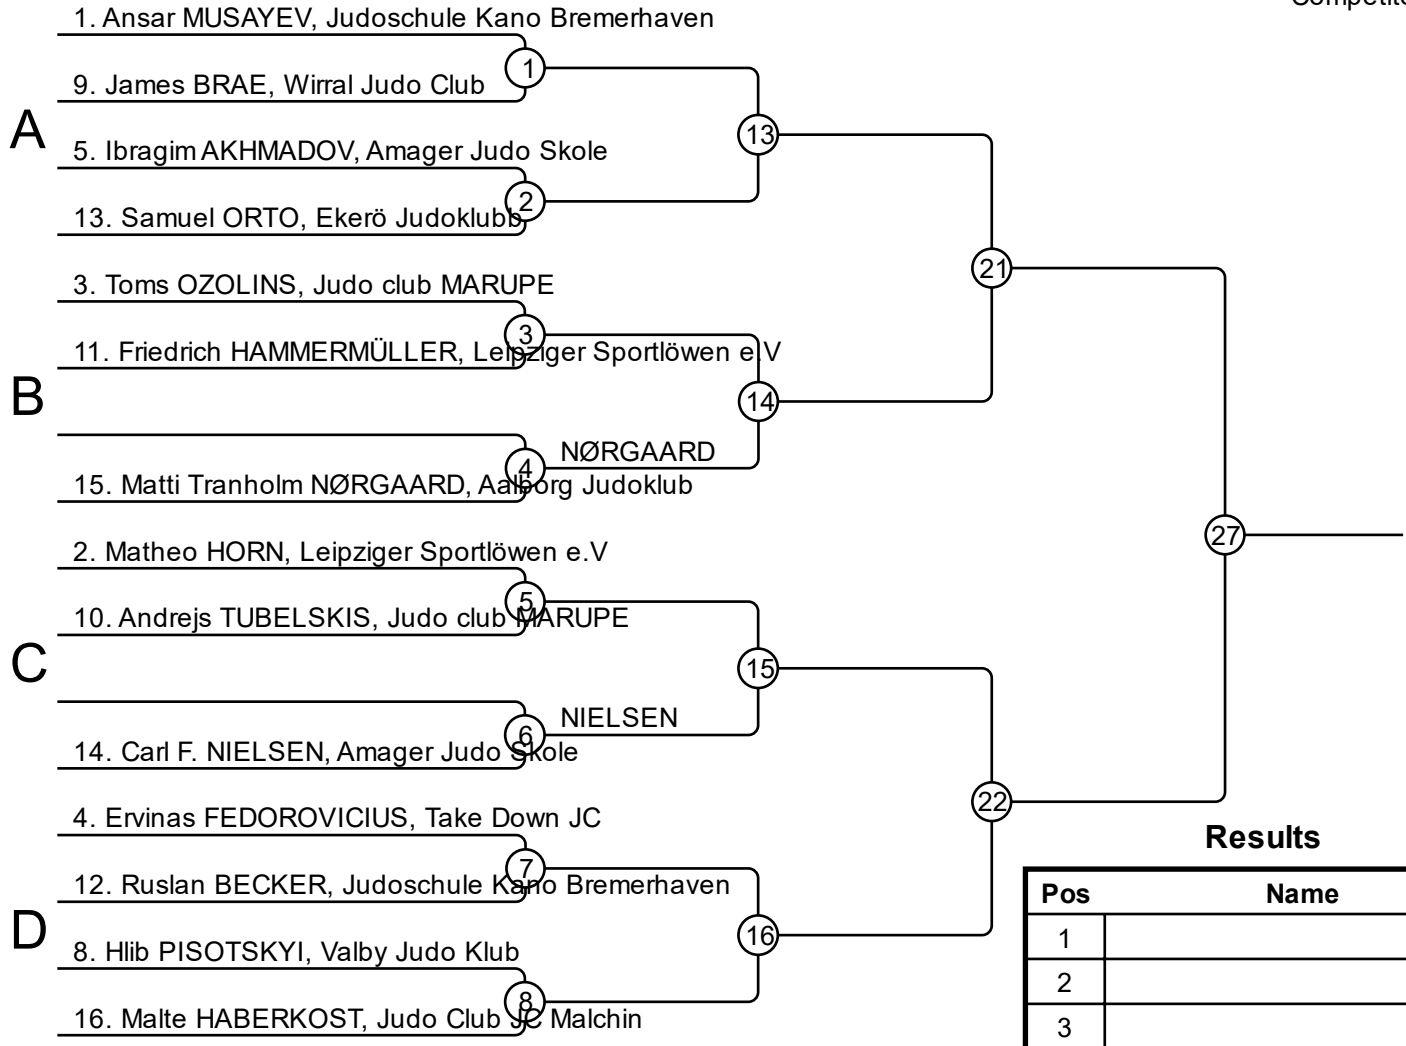 Competito
1. Ansar MUSAYEV, Judoschule Kano Bremerhaven
1
9. James BRAE, Wirral Judo Club
A
13
5. Ibragim AKHMADOV, Amager Judo Skole
2
13. Samuel ORTO, Ekerö Judoklubb
21
3. Toms OZOLINS, Judo club MARUPE
3
11. Friedrich HAMMERMÜLLER, Leipziger Sportlöwen e.V
B
14
NØRGAARD
4
15. Matti Tranholm NØRGAARD, Aalborg Judoklub
27
2. Matheo HORN, Leipziger Sportlöwen e.V
5
10. Andrejs TUBELSKIS, Judo club MARUPE
C
15
NIELSEN
6
14. Carl F. NIELSEN, Amager Judo Skole
22
4. Ervinas FEDOROVICIUS, Take Down JC
7
12. Ruslan BECKER, Judoschule Kano Bremerhaven
D
16
8. Hlib PISOTSKYI, Valby Judo Klub
8
16. Malte HABERKOST, Judo Club JC Malchin
Results
Pos Name
1
2
3